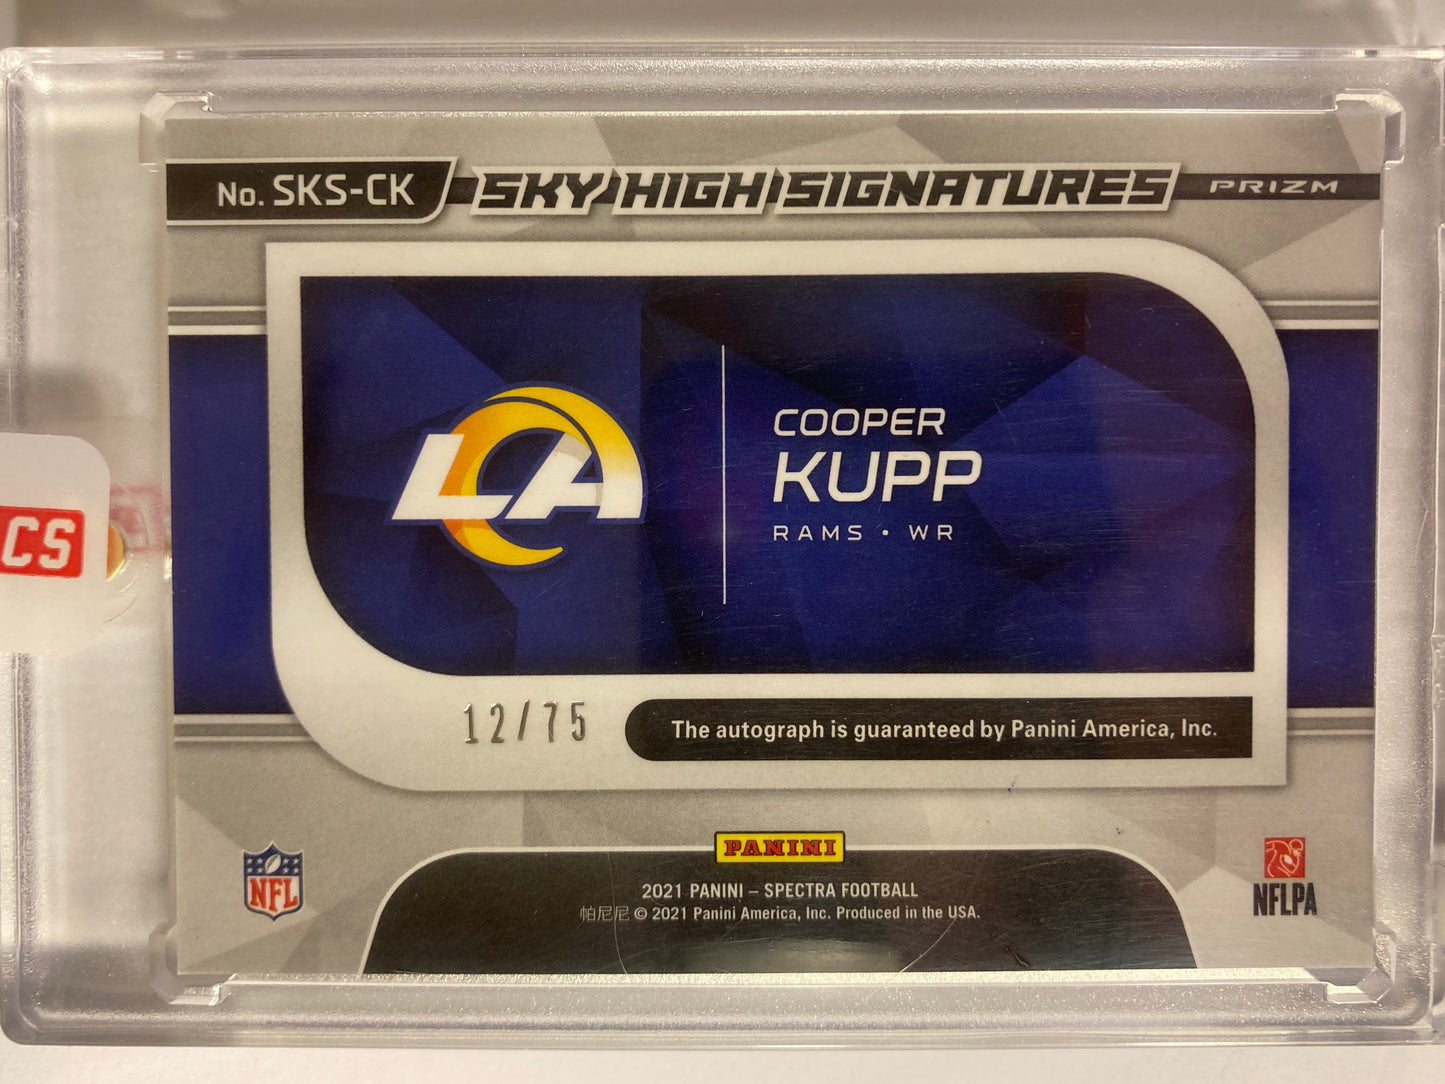 No. SKS-CK
SKY HIGH SIGNATURES
PRIZM
LA
COOPER
KUPP
RAMS • WR
CS
12/75
The autograph is guaranteed by Panini America, Inc.
PANINI
NFL
2021 PANINI – SPECTRA FOOTBALL
帕尼尼 © 2021 Panini America, Inc. Produced in the USA.
NFLPA